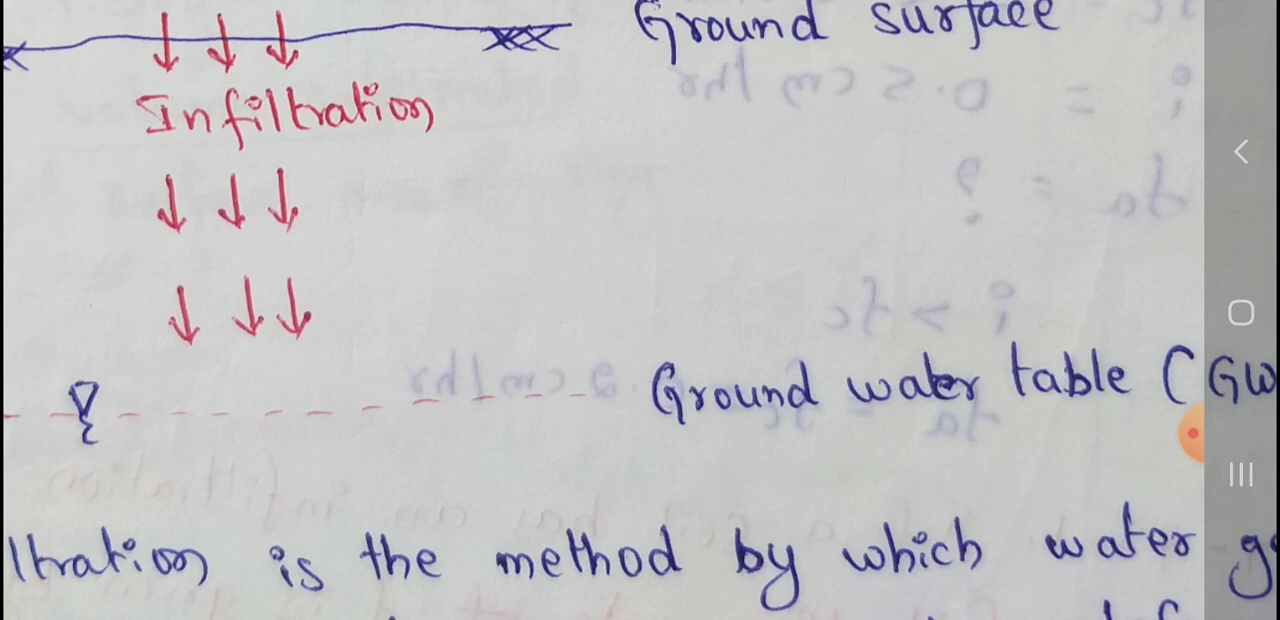 Ground surface
Infiltration
Ground water table (GW
ltration is the method by which water g